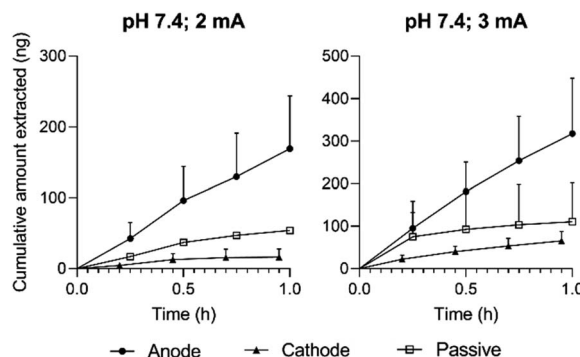 pH 7.4; 2 mA
pH 7.4; 3 mA
Cumulative amount extracted (ng)
300
200
100
0
0.0
0.5
1.0
Time (h)
500
400
300
200
100
0
0.0
0.5
1.0
Time (h)
Anode
Cathode
Passive